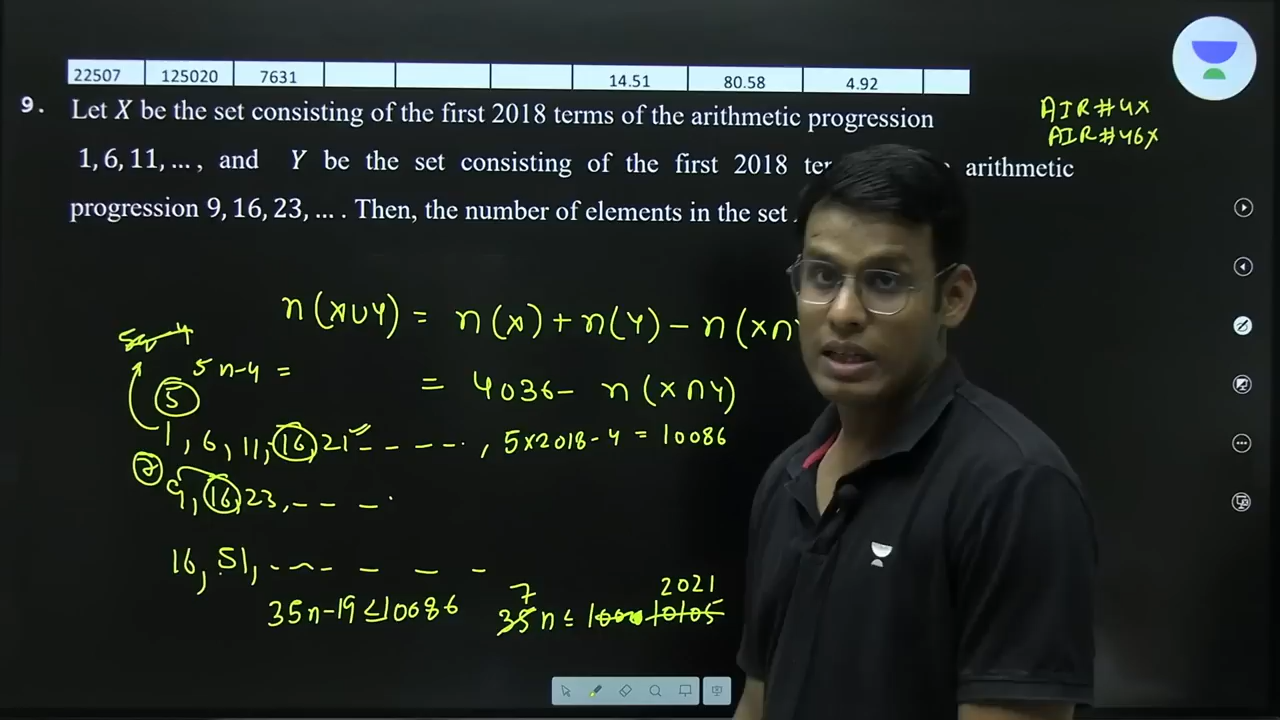 22507 125020 7631 14.51 80.58 4.92
9. Let X be the set consisting of the first 2018 terms of the arithmetic progression
1, 6, 11, ... , and Y be the set consisting of the first 2018 arithmetic
progression 9, 16, 23, ... . Then, the number of elements in the set
AIR#4X
AIR#46X
n(X∪Y) = n(X) + n(Y) - n(X∩Y
5n-4 =
= 4036 - n(X∩Y)
5
1, 6, 11, 16, 21 - - - - - ., 5×2018-4 = 10086
7
9, 16, 23, - - -
16, 51, - - - - - -
35n-19 ≤ 10086
7 2021
35n ≤ 10105